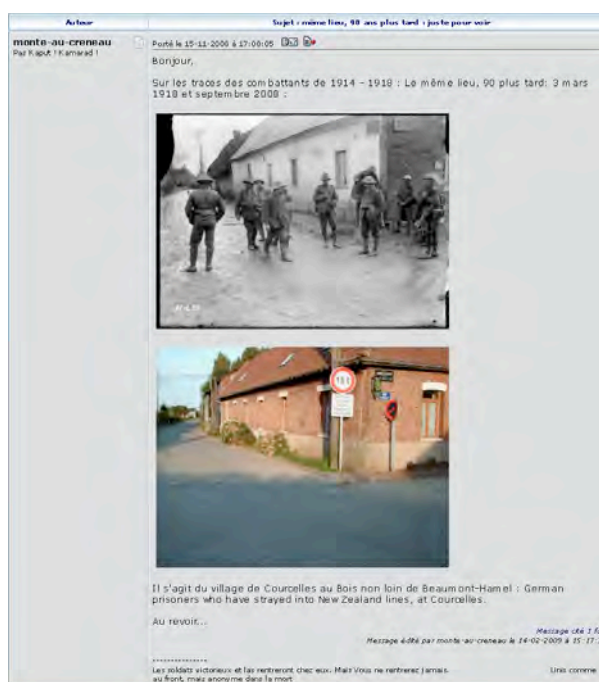 Auteur
Sujet : même lieu, 90 ans plus tard : juste pour voir
monte-au-creneau
Pas Kaput ! Kamerad !
Posté le 15-11-2008 à 17:00:05
Bonjour,
Sur les traces des combattants de 1914 - 1918 : Le même lieu, 90 plus tard: 3 mars
1918 et septembre 2008 :
Il s'agit du village de Courcelles au Bois non loin de Beaumont-Hamel : German
prisoners who have strayed into New Zealand lines, at Courcelles.
Au revoir...
Message cité 1 f
Message édité par monte-au-creneau le 14-02-2009 à 15:17:
---------------
Les soldats victorieux et las rentreront chez eux. Mais Vous ne rentrerez jamais.
Unis comme
au front, mais anonyme dans la mort